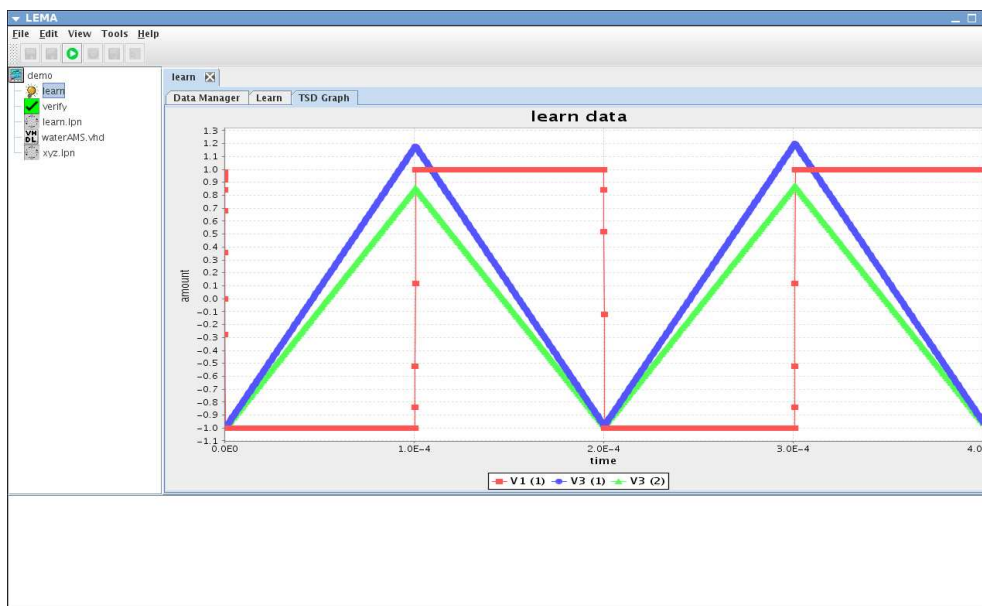 LEMA
File Edit View Tools Help
demo
learn
verify
learn.lpn
VHDL waterAMS.vhd
xyz.lpn
learn
Data Manager Learn TSD Graph
learn data
1.3
1.2
1.1
1.0
0.9
0.8
0.7
0.6
0.5
0.4
0.3
0.2
0.1
0.0
-0.1
-0.2
-0.3
-0.4
-0.5
-0.6
-0.7
-0.8
-0.9
-1.0
-1.1
amount
0.0E0 1.0E-4 2.0E-4 3.0E-4 4.0
time
V1 (1) V3 (1) V3 (2)